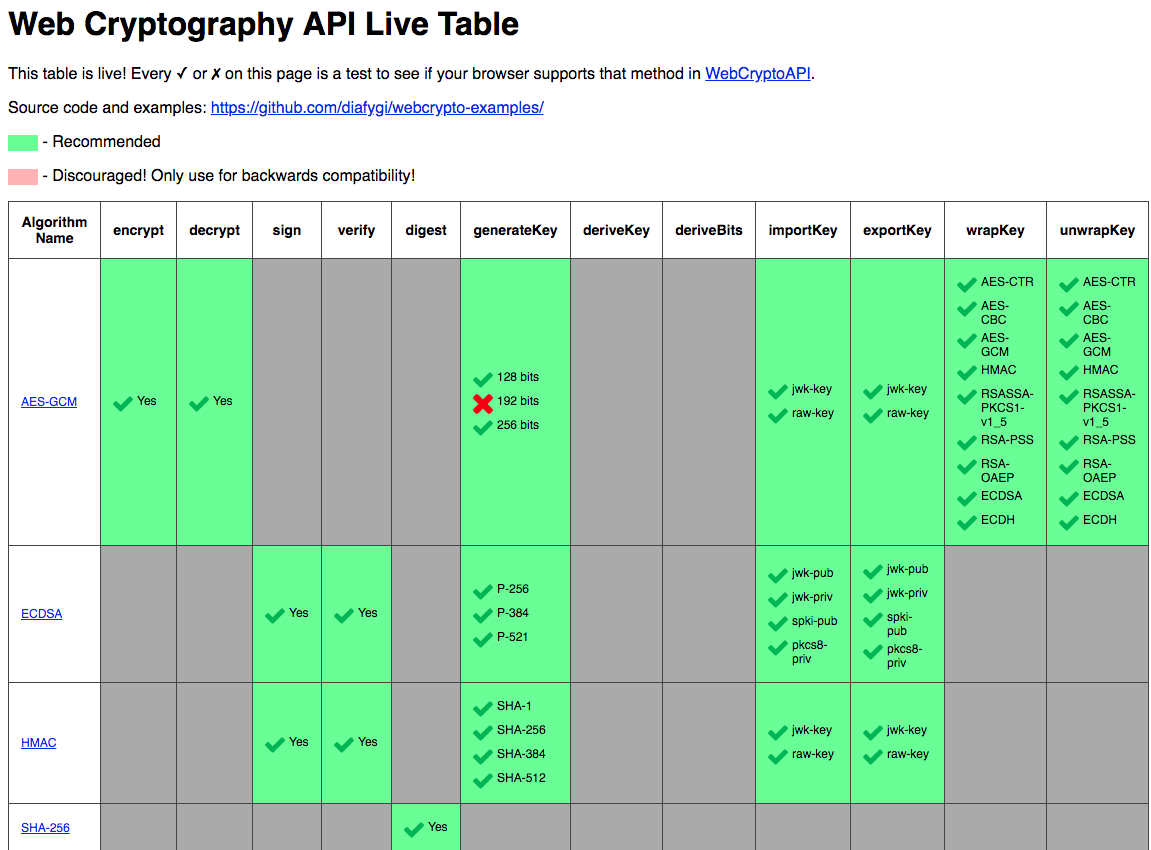 Web Cryptography API Live Table
This table is live! Every ✓ or ✗ on this page is a test to see if your browser supports that method in WebCryptoAPI.
Source code and examples: https://github.com/diafygi/webcrypto-examples/
- Recommended
- Discouraged! Only use for backwards compatibility!
Algorithm
Name
encrypt
decrypt
sign
verify
digest
generateKey
deriveKey
deriveBits
importKey
exportKey
wrapKey
unwrapKey
AES-GCM
Yes
Yes
128 bits
192 bits
256 bits
jwk-key
raw-key
jwk-key
raw-key
AES-CTR
AES-
CBC
AES-
GCM
HMAC
RSASSA-
PKCS1-
v1_5
RSA-PSS
RSA-
OAEP
ECDSA
ECDH
AES-CTR
AES-
CBC
AES-
GCM
HMAC
RSASSA-
PKCS1-
v1_5
RSA-PSS
RSA-
OAEP
ECDSA
ECDH
ECDSA
Yes
Yes
P-256
P-384
P-521
jwk-pub
jwk-priv
spki-pub
pkcs8-
priv
jwk-pub
jwk-priv
spki-
pub
pkcs8-
priv
HMAC
Yes
Yes
SHA-1
SHA-256
SHA-384
SHA-512
jwk-key
raw-key
jwk-key
raw-key
SHA-256
Yes